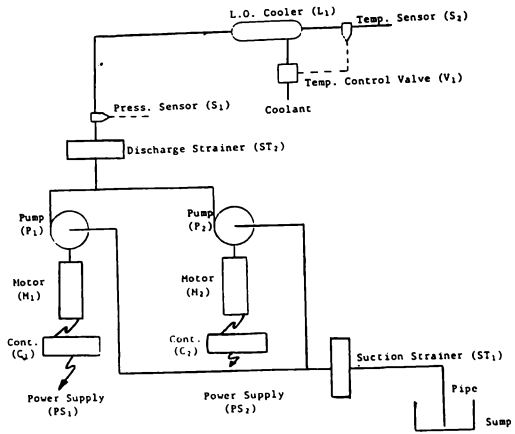 L.O. Cooler (L1)
Temp. Sensor (S2)
Temp. Control Valve (V1)
Coolant
Press. Sensor (S1)
Discharge Strainer (ST2)
Pump
(P1)
Pump
(P2)
Motor
(M1)
Motor
(M2)
Cont.
(C1)
Cont.
(C2)
Suction Strainer (ST1)
Power Supply
(PS1)
Power Supply
(PS2)
Pipe
Sump